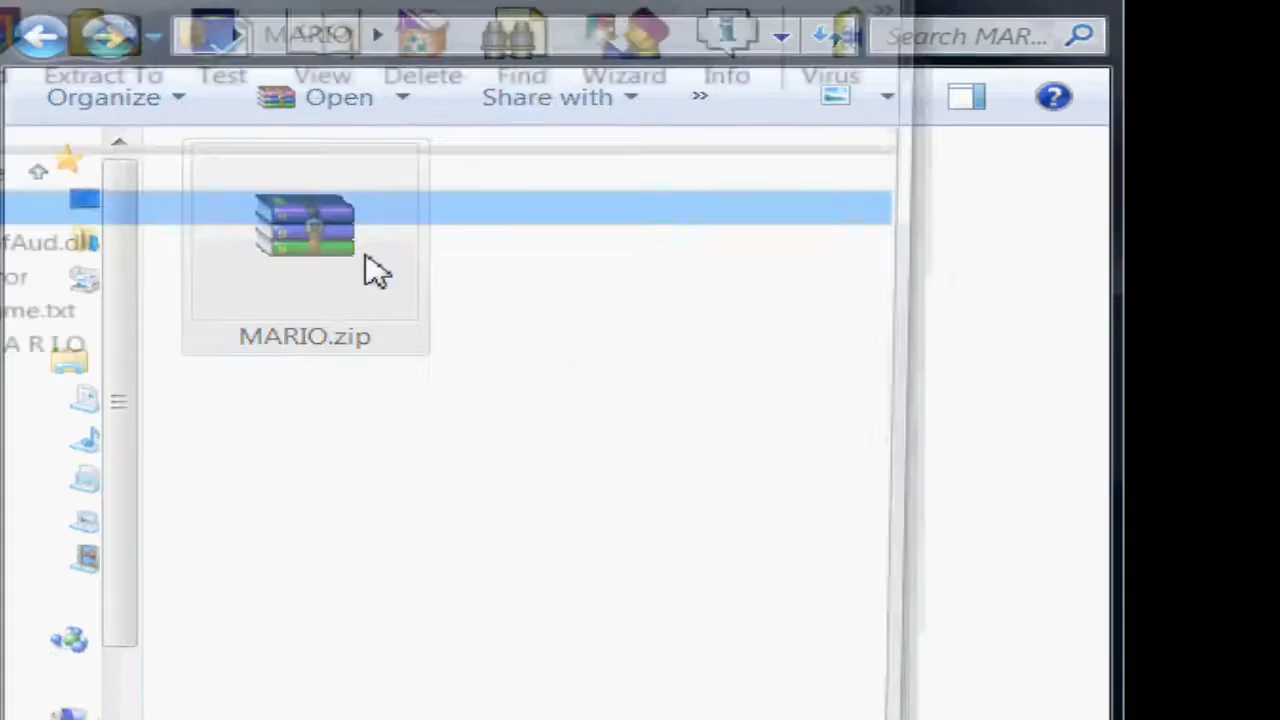 MARIO
Search MAR...
Extract To Test View Delete Find Wizard Info Virus
Organize Open Share with »
fAud.dll
or
me.txt
MARIO.zip
A R I O